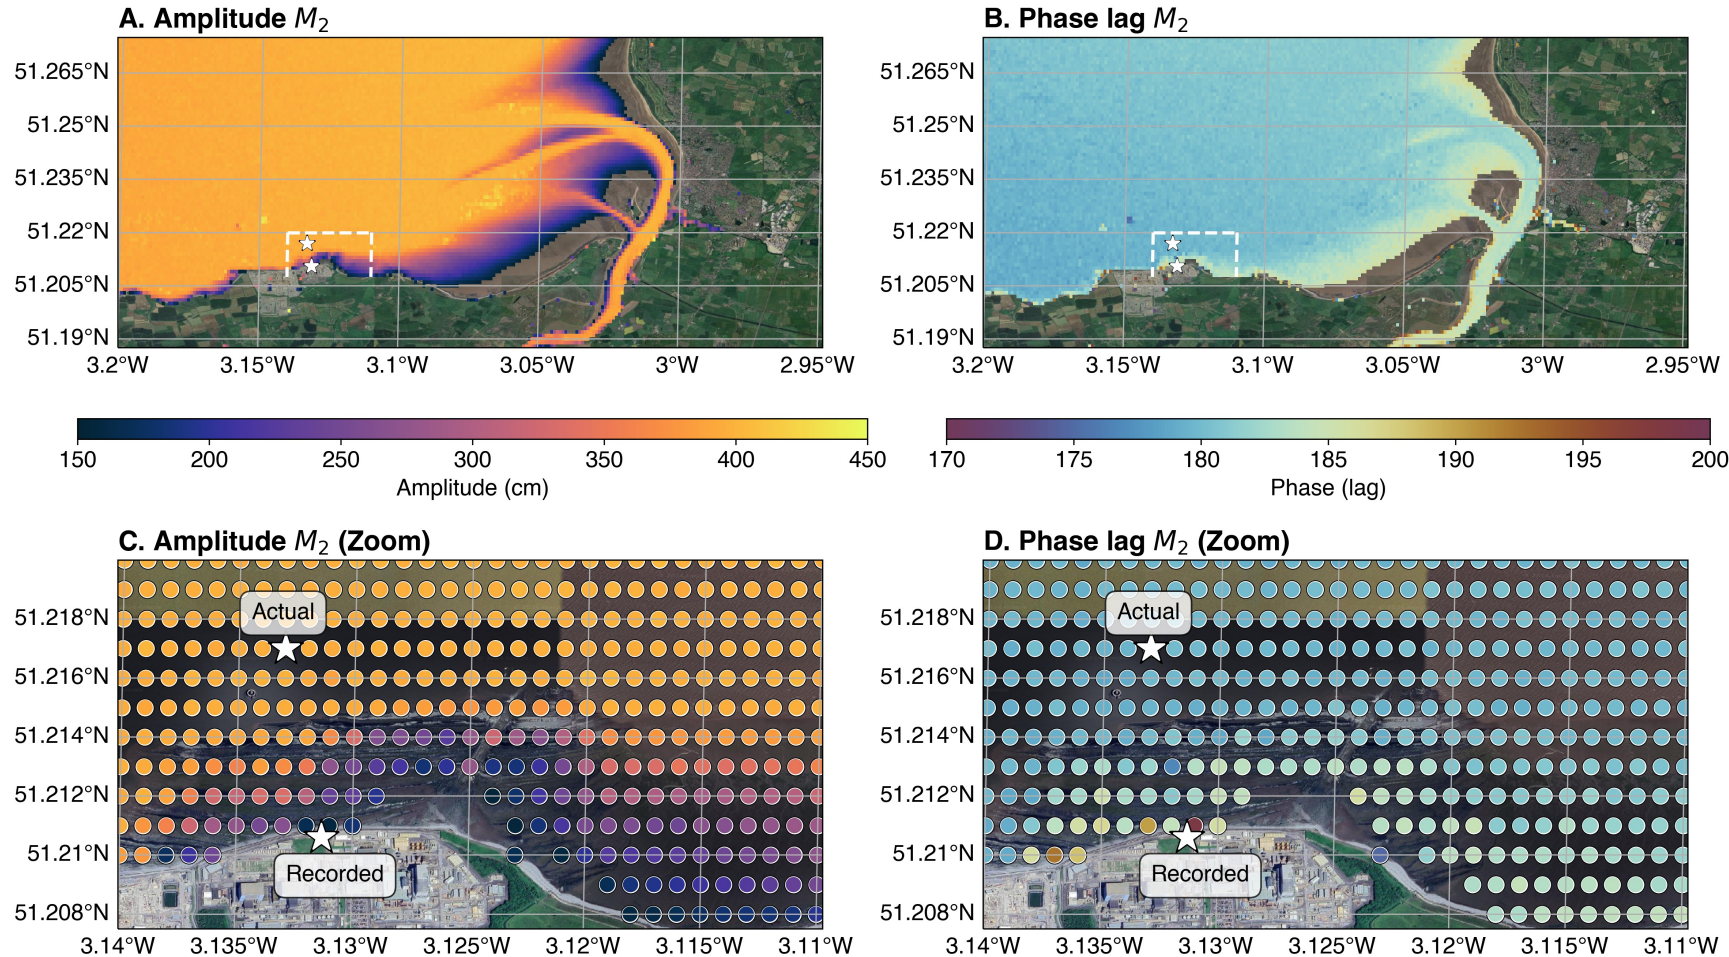 A. Amplitude M₂
B. Phase lag M₂
51.265°N
51.25°N
51.235°N
51.22°N
51.205°N
51.19°N
3.2°W 3.15°W 3.1°W 3.05°W 3°W 2.95°W
51.265°N
51.25°N
51.235°N
51.22°N
51.205°N
51.19°N
3.2°W 3.15°W 3.1°W 3.05°W 3°W 2.95°W
150 200 250 300 350 400 450
Amplitude (cm)
170 175 180 185 190 195 200
Phase (lag)
C. Amplitude M₂ (Zoom)
D. Phase lag M₂ (Zoom)
51.218°N
51.216°N
51.214°N
51.212°N
51.21°N
51.208°N
Actual
Recorded
3.14°W 3.135°W 3.13°W 3.125°W 3.12°W 3.115°W 3.11°W
51.218°N
51.216°N
51.214°N
51.212°N
51.21°N
51.208°N
Actual
Recorded
3.14°W 3.135°W 3.13°W 3.125°W 3.12°W 3.115°W 3.11°W